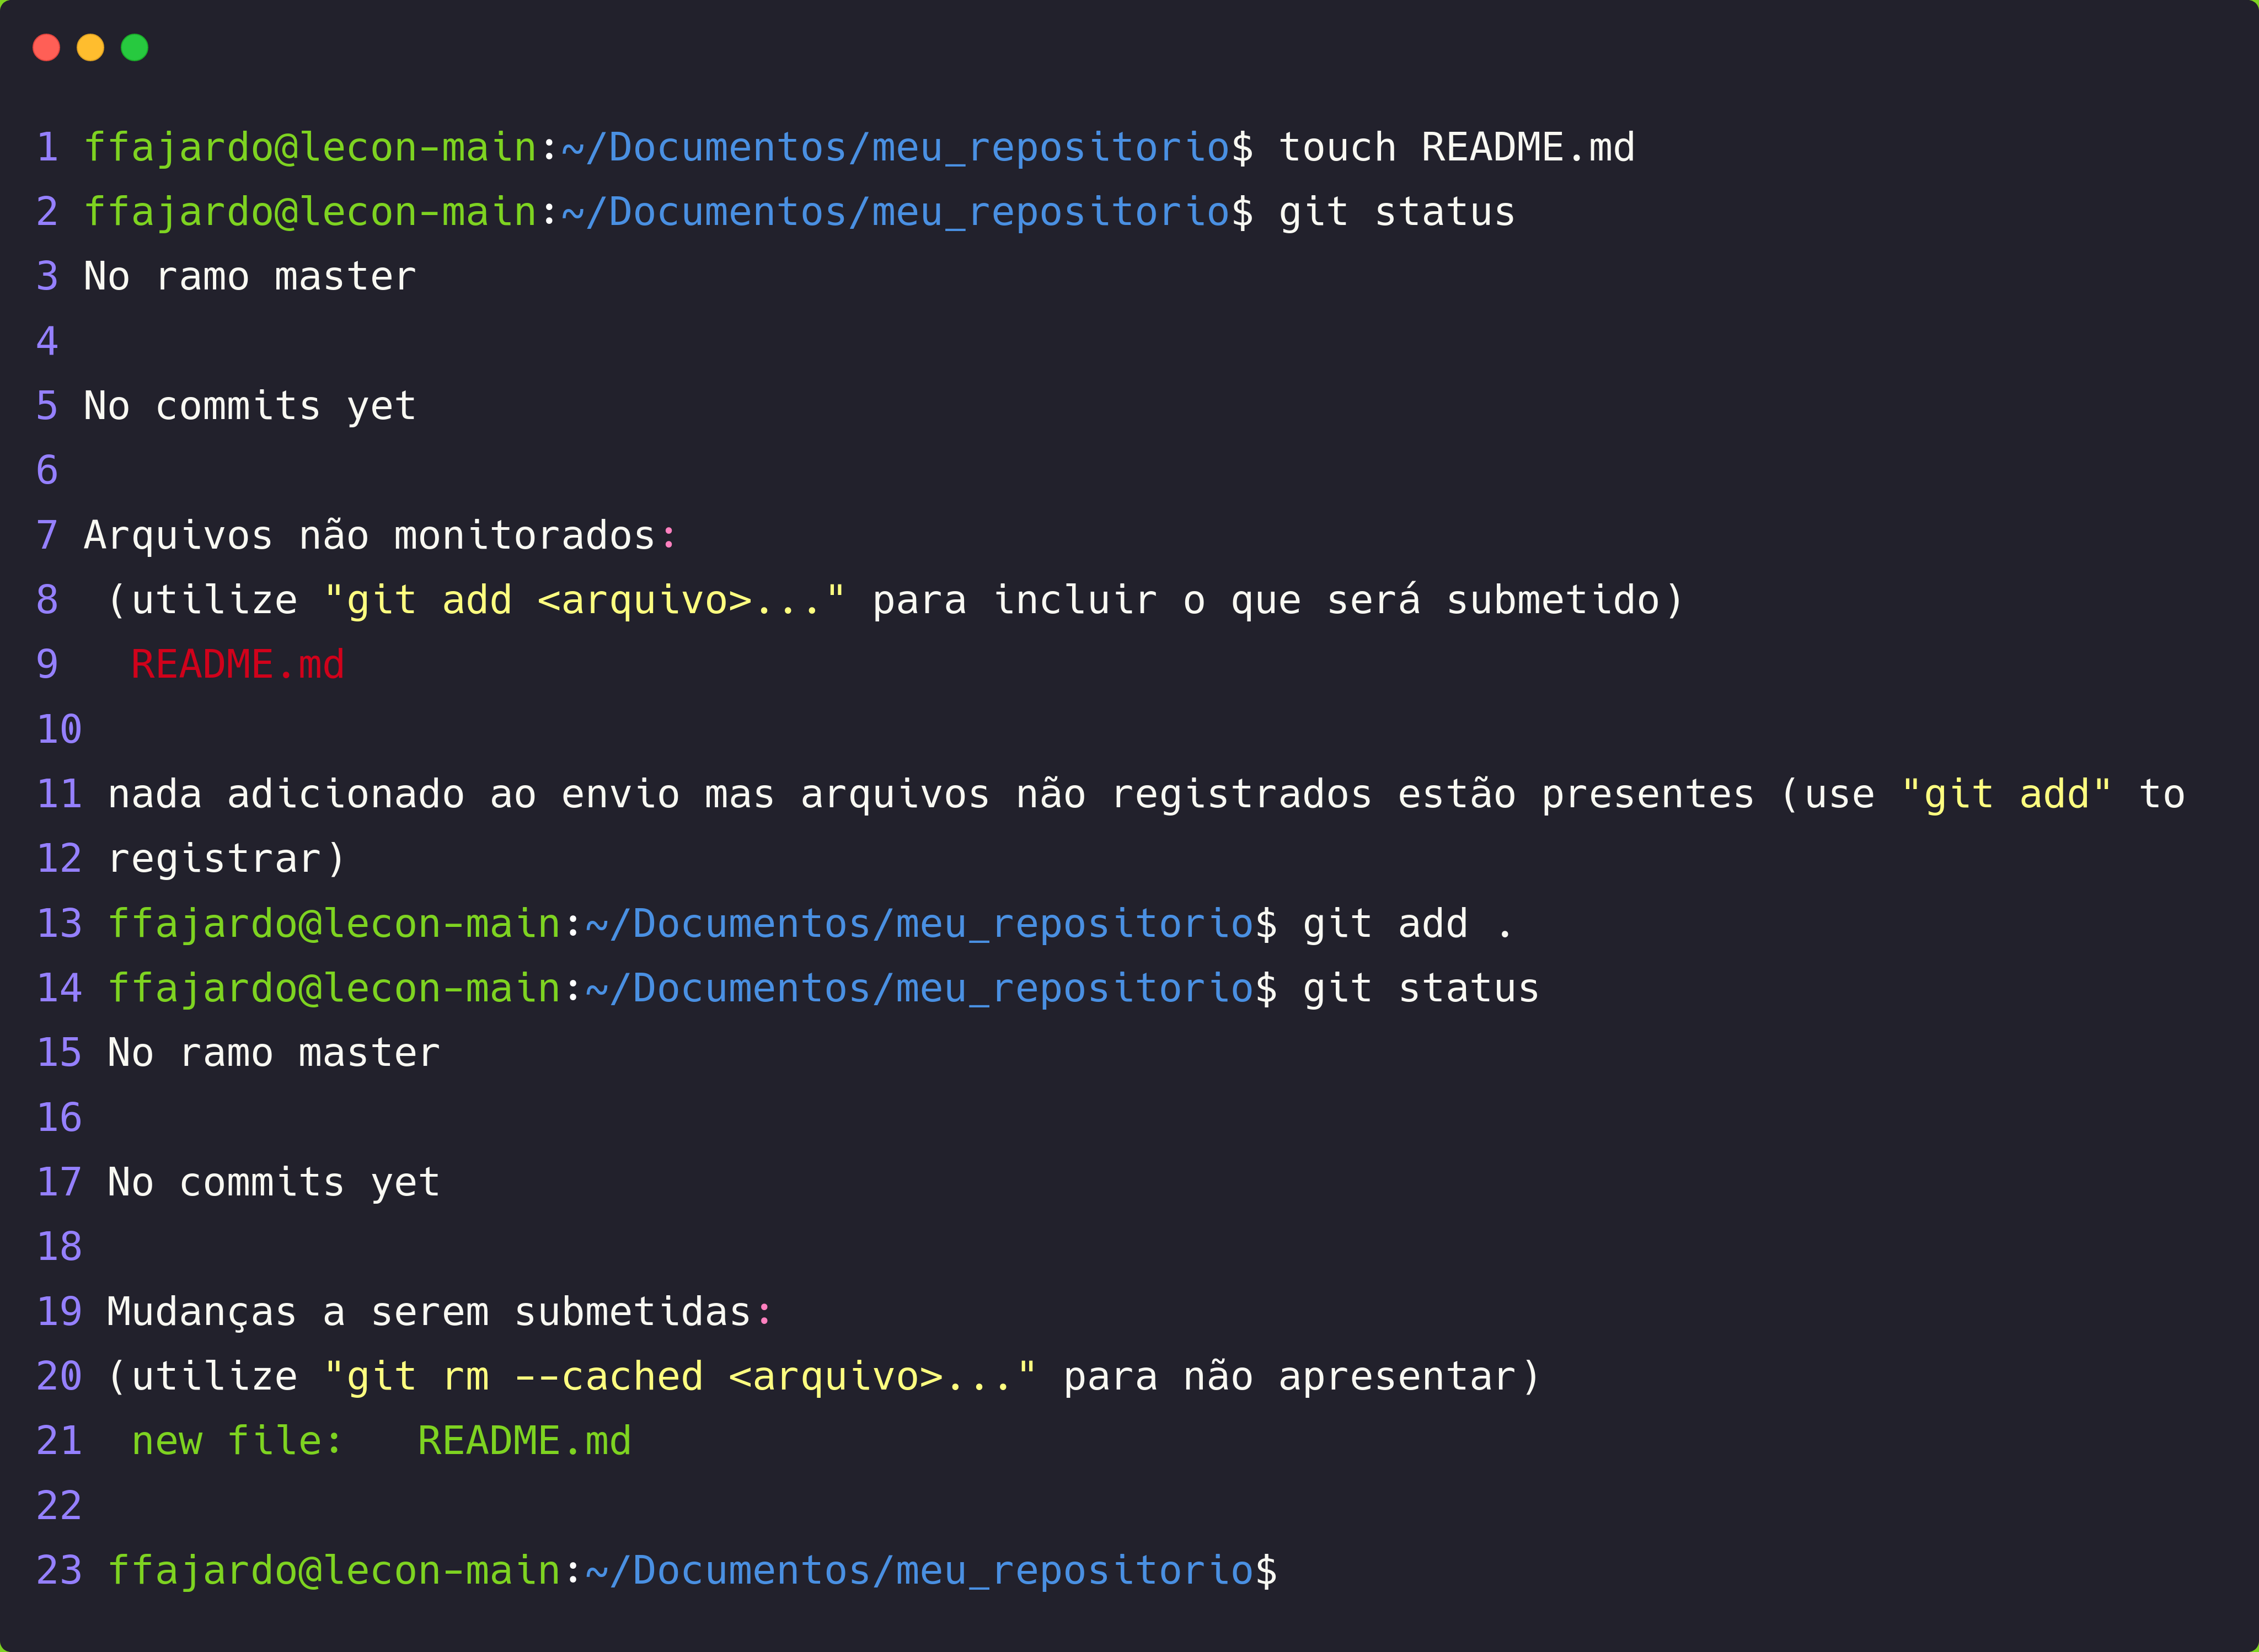 1 ffajardo@lecon-main:~/Documentos/meu_repositorio$ touch README.md
2 ffajardo@lecon-main:~/Documentos/meu_repositorio$ git status
3 No ramo master
4
5 No commits yet
6
7 Arquivos não monitorados:
8  (utilize "git add <arquivo>..." para incluir o que será submetido)
9   README.md
10
11 nada adicionado ao envio mas arquivos não registrados estão presentes (use "git add" to
12 registrar)
13 ffajardo@lecon-main:~/Documentos/meu_repositorio$ git add .
14 ffajardo@lecon-main:~/Documentos/meu_repositorio$ git status
15 No ramo master
16
17 No commits yet
18
19 Mudanças a serem submetidas:
20 (utilize "git rm --cached <arquivo>..." para não apresentar)
21  new file:   README.md
22
23 ffajardo@lecon-main:~/Documentos/meu_repositorio$